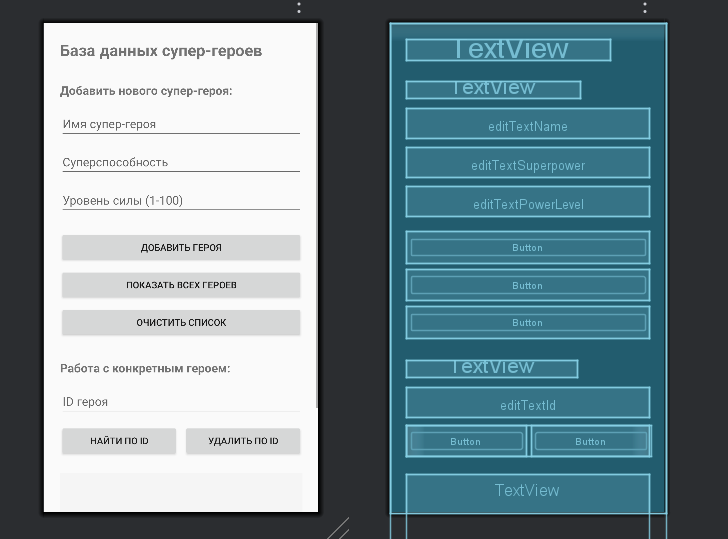 База данных супер-героев
Добавить нового супер-героя:
Имя супер-героя
Суперспособность
Уровень силы (1-100)
ДОБАВИТЬ ГЕРОЯ
ПОКАЗАТЬ ВСЕХ ГЕРОЕВ
ОЧИСТИТЬ СПИСОК
Работа с конкретным героем:
ID героя
НАЙТИ ПО ID
УДАЛИТЬ ПО ID
TextView
TextView
editTextName
editTextSuperpower
editTextPowerLevel
Button
Button
Button
TextView
editTextId
Button
Button
TextView